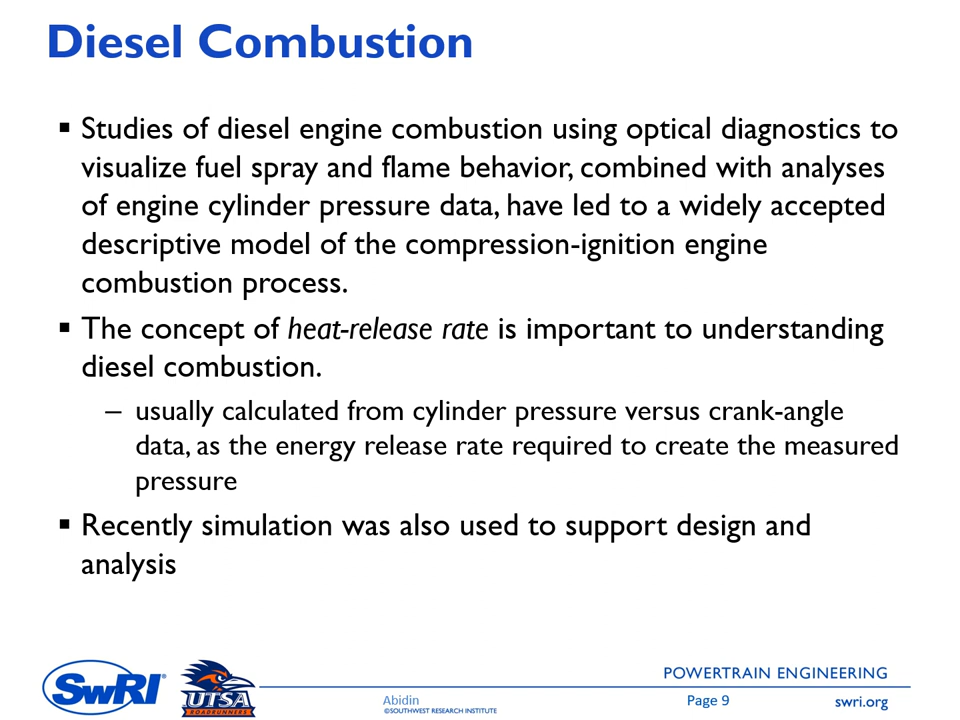 Diesel Combustion
▪ Studies of diesel engine combustion using optical diagnostics to
visualize fuel spray and flame behavior, combined with analyses
of engine cylinder pressure data, have led to a widely accepted
descriptive model of the compression-ignition engine
combustion process.
▪ The concept of heat-release rate is important to understanding
diesel combustion.
– usually calculated from cylinder pressure versus crank-angle
data, as the energy release rate required to create the measured
pressure
▪ Recently simulation was also used to support design and
analysis
SwRI®
UTSA
ROADRUNNERS
Abidin
©SOUTHWEST RESEARCH INSTITUTE
POWERTRAIN ENGINEERING
Page 9
swri.org